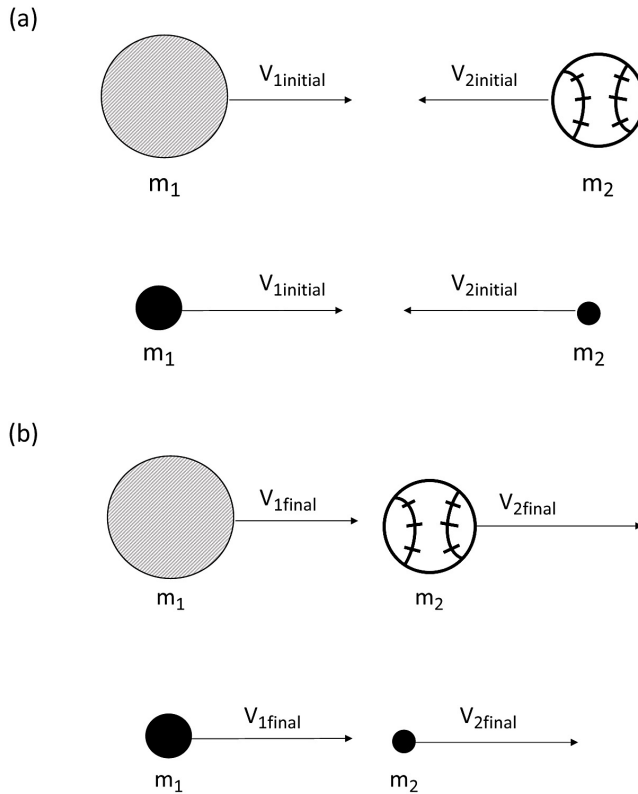 (a)
V1initial V2initial
m1 m2
V1initial V2initial
m1 m2
(b)
V1final V2final
m1 m2
V1final V2final
m1 m2